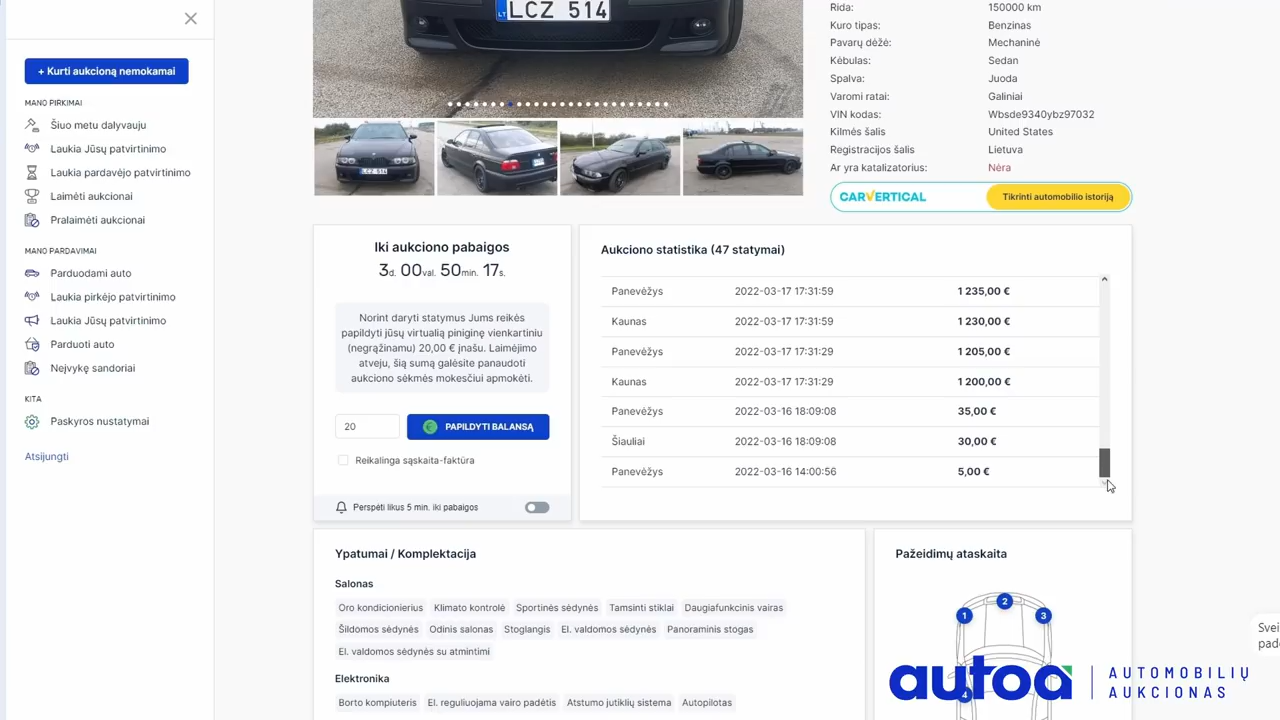 + Kurti aukcioną nemokamai
MANO PIRKIMAI
Šiuo metu dalyvauju
Laukia Jūsų patvirtinimo
Laukia pardavėjo patvirtinimo
Laimėti aukcionai
Pralaimėti aukcionai
MANO PARDAVIMAI
Parduodami auto
Laukia pirkėjo patvirtinimo
Laukia Jūsų patvirtinimo
Parduoti auto
Neįvykę sandoriai
KITA
Paskyros nustatymai
Atsijungti
LT LCZ 514
LCZ 514
Rida: 150000 km
Kuro tipas: Benzinas
Pavarų dėžė: Mechaninė
Kėbulas: Sedan
Spalva: Juoda
Varomi ratai: Galiniai
VIN kodas: Wbsde9340ybz97032
Kilmės šalis United States
Registracijos šalis Lietuva
Ar yra katalizatorius: Nėra
CARVERTICAL Tikrinti automobilio istoriją
Iki aukciono pabaigos
3d. 00val. 50min. 17s.
Norint daryti statymus Jums reikės
papildyti jūsų virtualią piniginę vienkartiniu
(negrąžinamu) 20,00 € įnašu. Laimėjimo
atveju, šią sumą galėsite panaudoti
aukciono sėkmės mokesčiui apmokėti.
20 PAPILDYTI BALANSĄ
Reikalinga sąskaita-faktūra
Perspėti likus 5 min. iki pabaigos
Aukciono statistika (47 statymai)
Panevėžys 2022-03-17 17:31:59 1 235,00 €
Kaunas 2022-03-17 17:31:59 1 230,00 €
Panevėžys 2022-03-17 17:31:29 1 205,00 €
Kaunas 2022-03-17 17:31:29 1 200,00 €
Panevėžys 2022-03-16 18:09:08 35,00 €
Šiauliai 2022-03-16 18:09:08 30,00 €
Panevėžys 2022-03-16 14:00:56 5,00 €
Ypatumai / Komplektacija
Salonas
Oro kondicionierius Klimato kontrolė Sportinės sėdynės Tamsinti stiklai Daugiafunkcinis vairas
Šildomos sėdynės Odinis salonas Stoglangis El. valdomos sėdynės Panoraminis stogas
El. valdomos sėdynės su atmintimi
Elektronika
Borto kompiuteris El. reguliuojama vairo padėtis Atstumo jutiklių sistema Autopilotas
Pažeidimų ataskaita
1 2 3
4
Svei
pade
autoa AUTOMOBILIŲ
AUKCIONAS